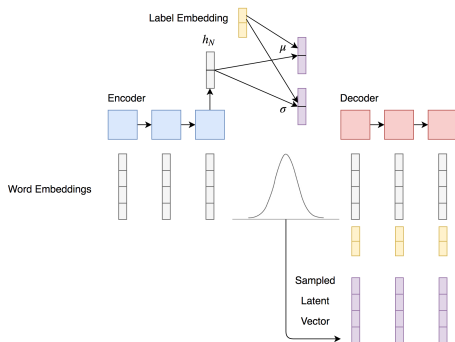 Label Embedding
h_N
μ
Encoder
σ
Decoder
Word Embeddings
Sampled
Latent
Vector